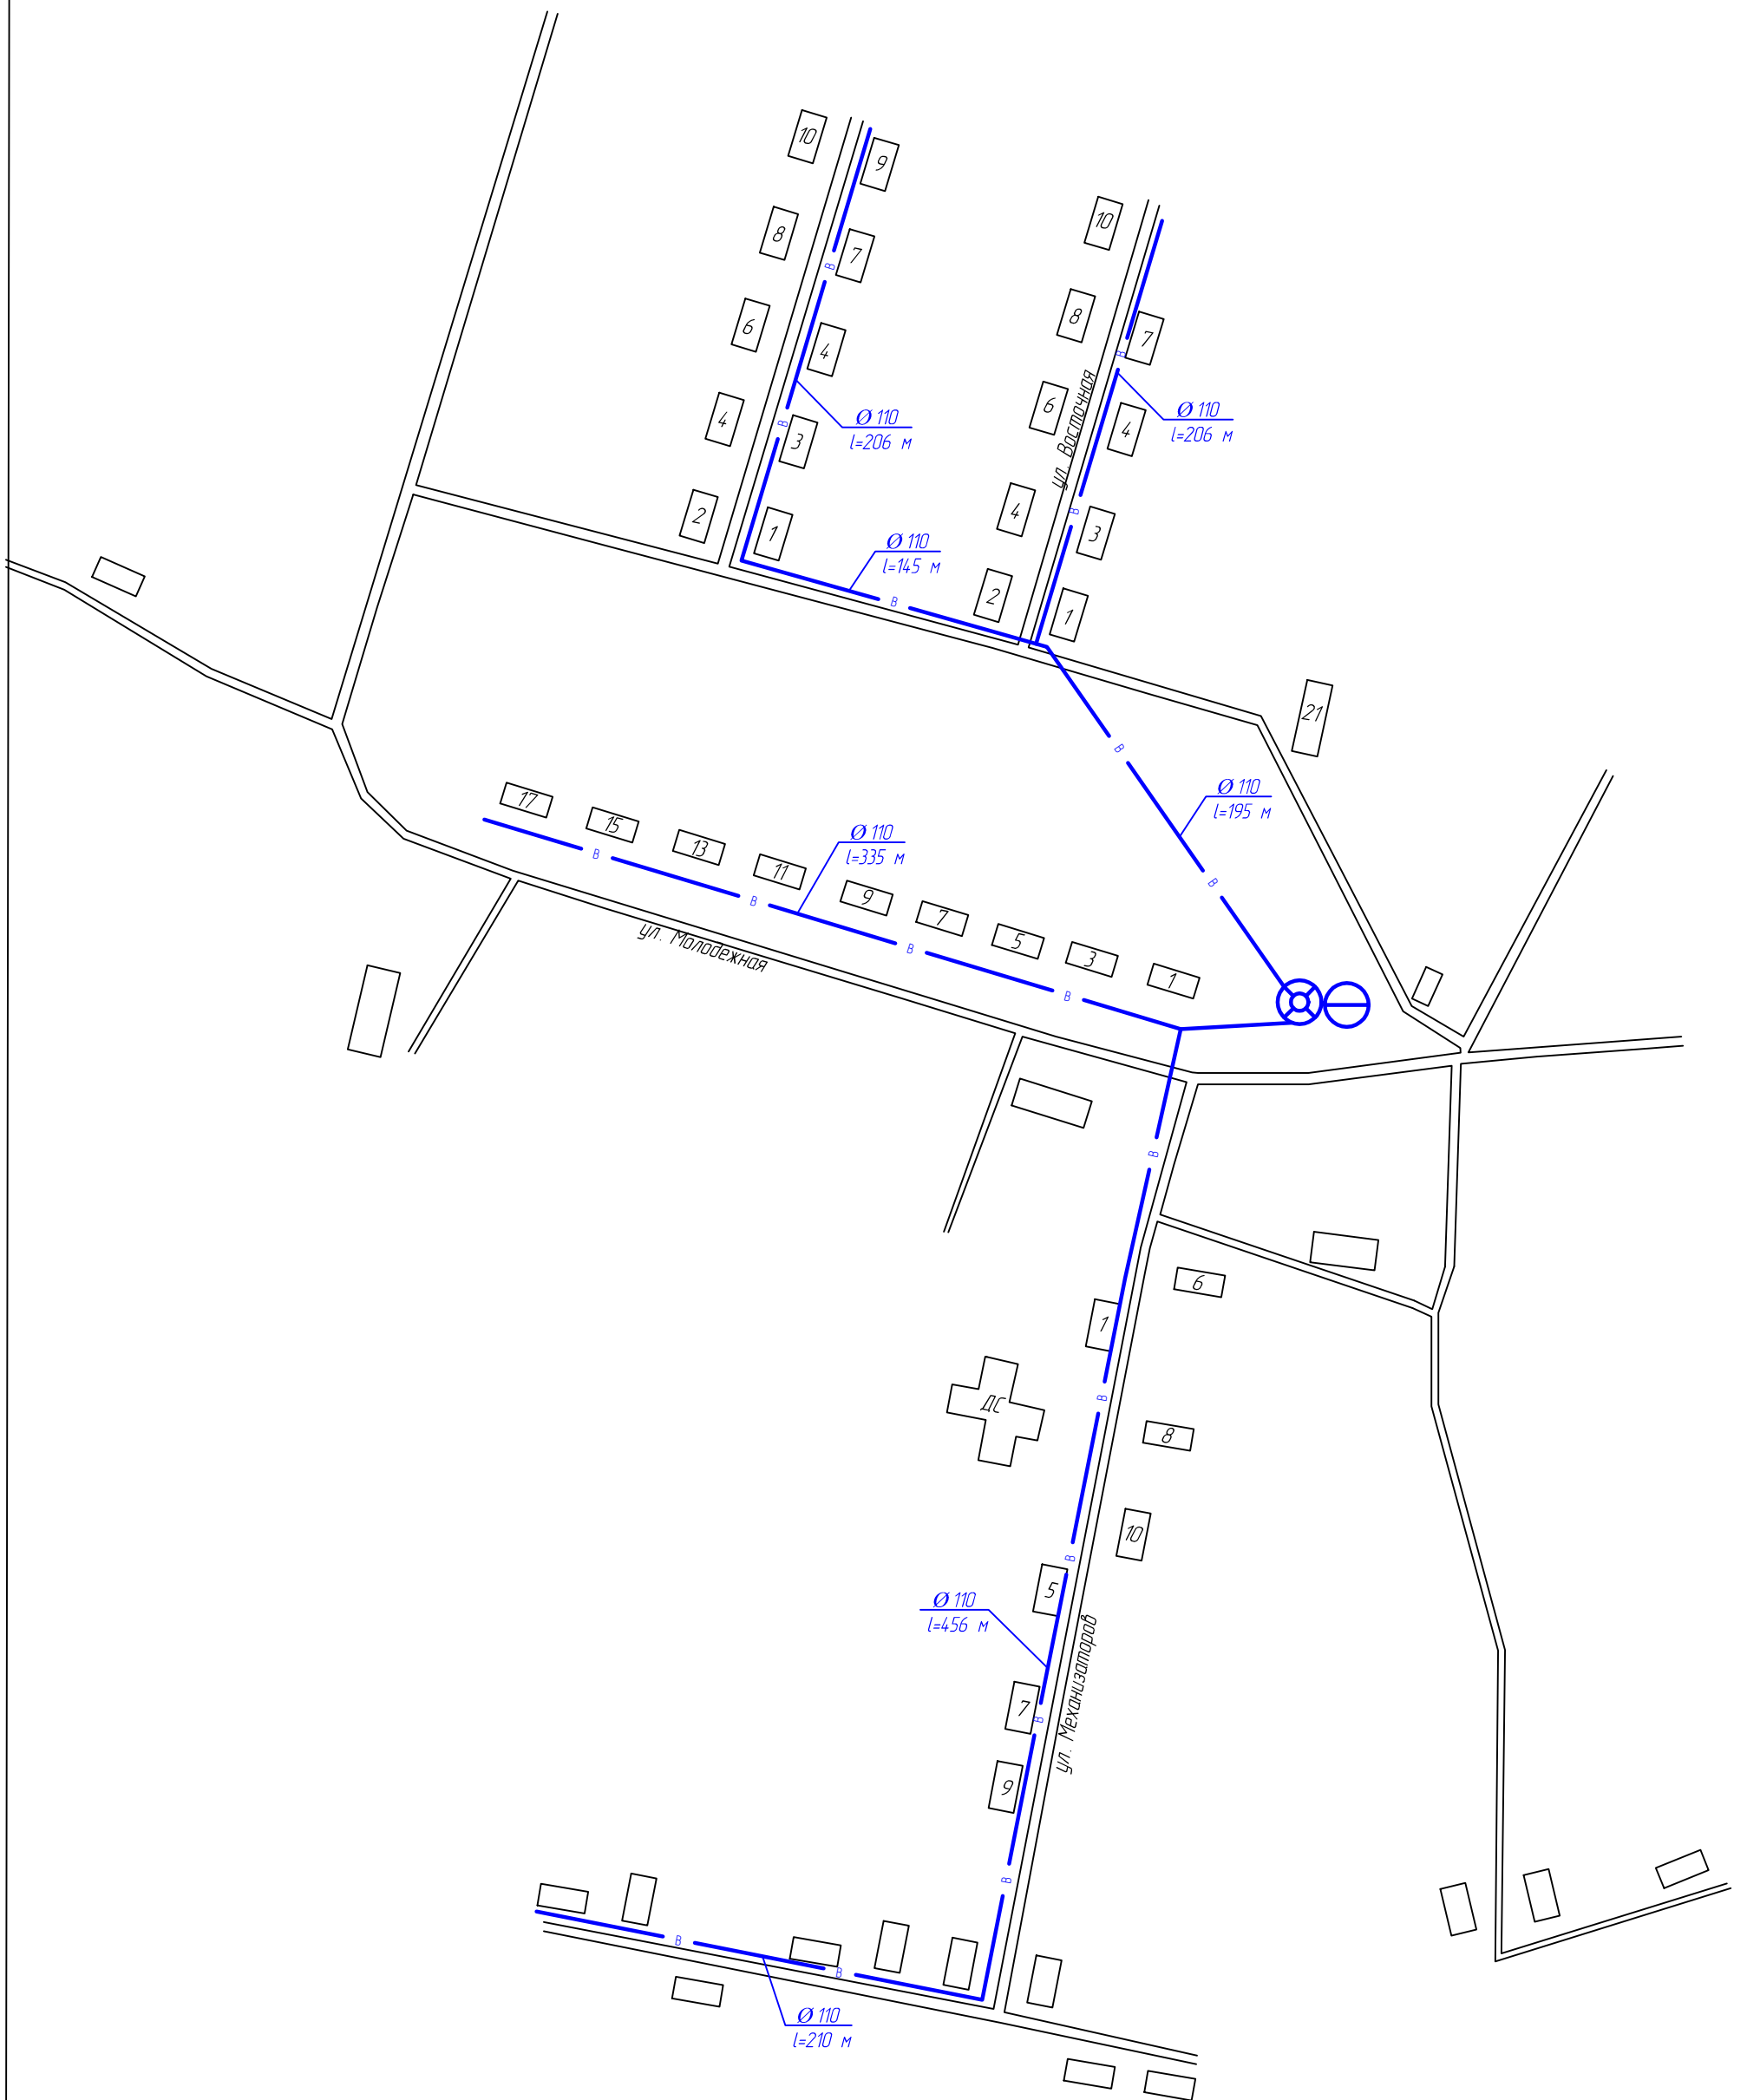 10
9
8
7
В
6
4
Ø 110
l=206 м
4
В
3
2
1
10
8
7
В
6
4
Ø 110
l=206 м
ул. Восточная
4
В
3
2
1
Ø 110
l=145 м
В
21
В
Ø 110
l=195 м
В
17
15
13
11
9
7
5
3
1
Ø 110
l=335 м
В
В
В
В
ул. Молодежная
В
6
1
ДС
В
8
10
В
5
Ø 110
l=456 м
7
В
ул. Механизаторов
9
В
В
В
Ø 110
l=210 м